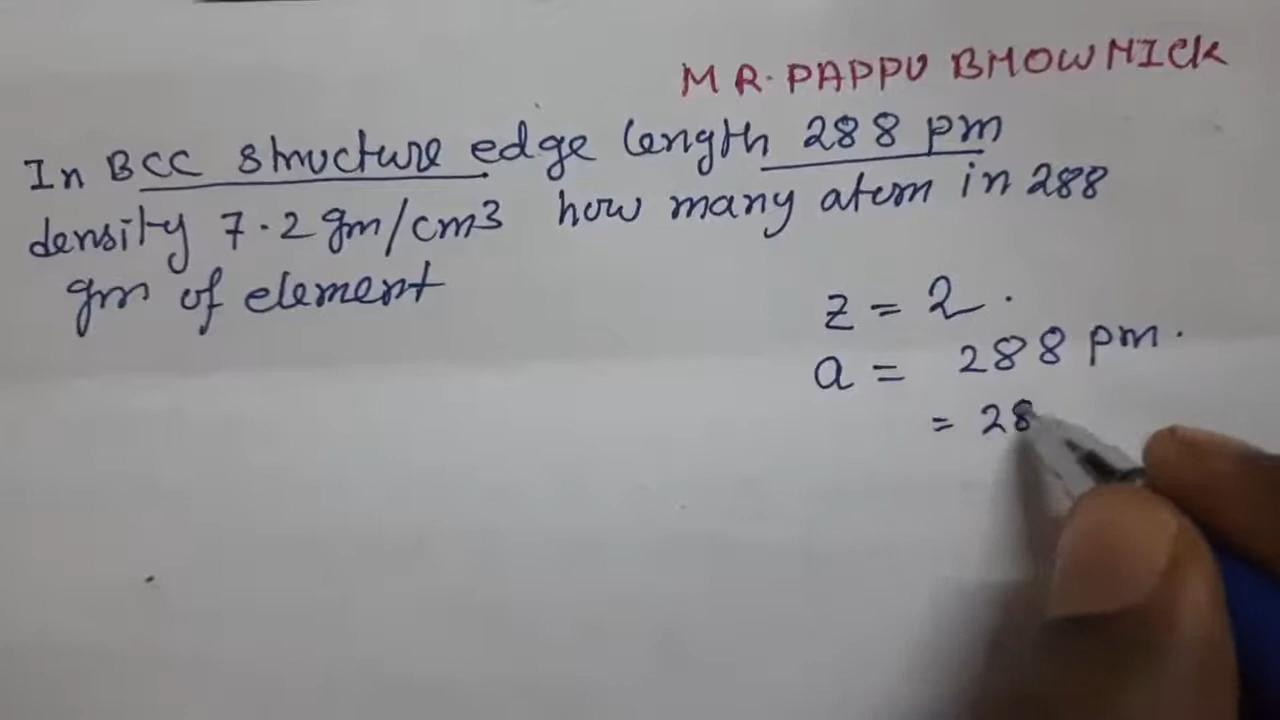 MR. PAPPU BHOWMICK
In BCC structure edge length 288 pm
density 7.2 gm/cm3 how many atom in 288
gm of element
z = 2.
a = 288 pm.
= 28